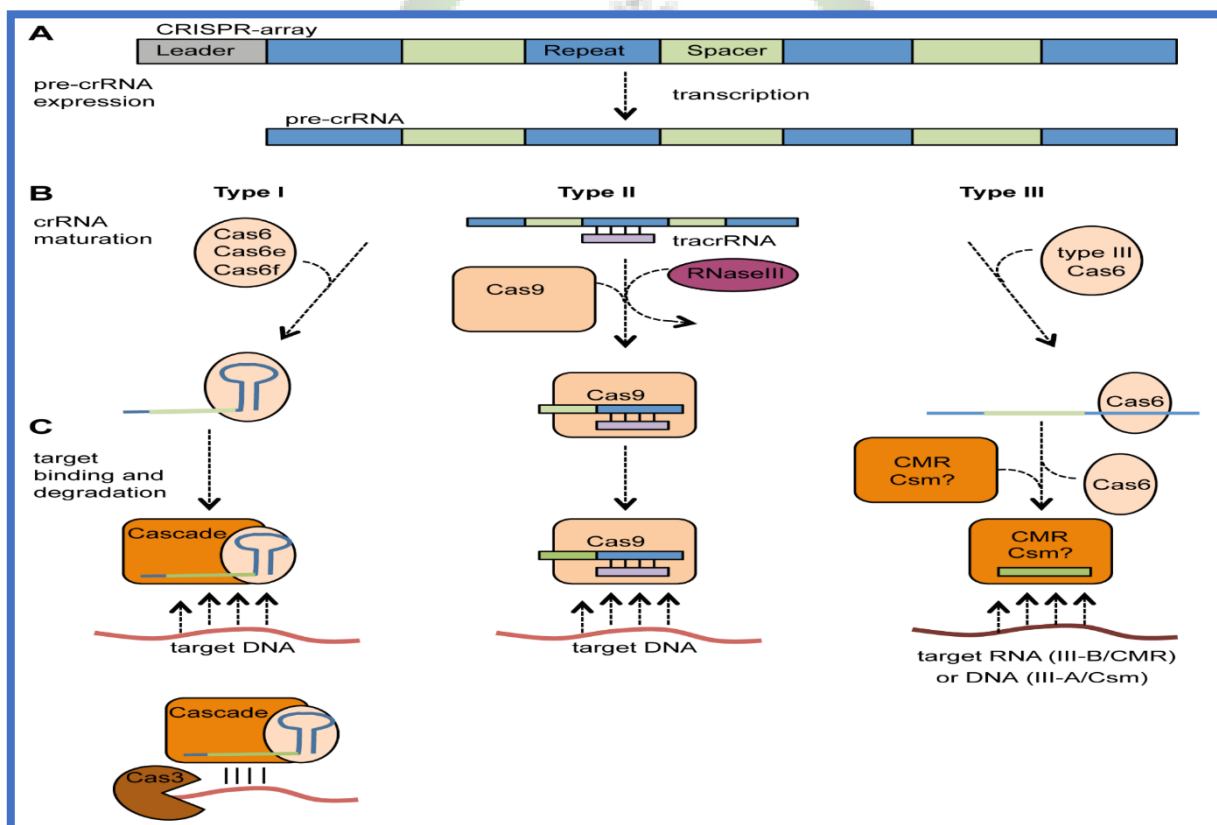 A
CRISPR-array
Leader
Repeat
Spacer
pre-crRNA
expression
transcription
pre-crRNA
B
Type I
Type II
Type III
crRNA
maturation
Cas6
Cas6e
Cas6f
tracrRNA
Cas9
RNaseIII
type III
Cas6
Cas9
Cas6
C
target
binding and
degradation
CMR
Csm?
Cas6
Cascade
Cas9
CMR
Csm?
target DNA
target DNA
target RNA (III-B/CMR)
or DNA (III-A/Csm)
Cascade
Cas3